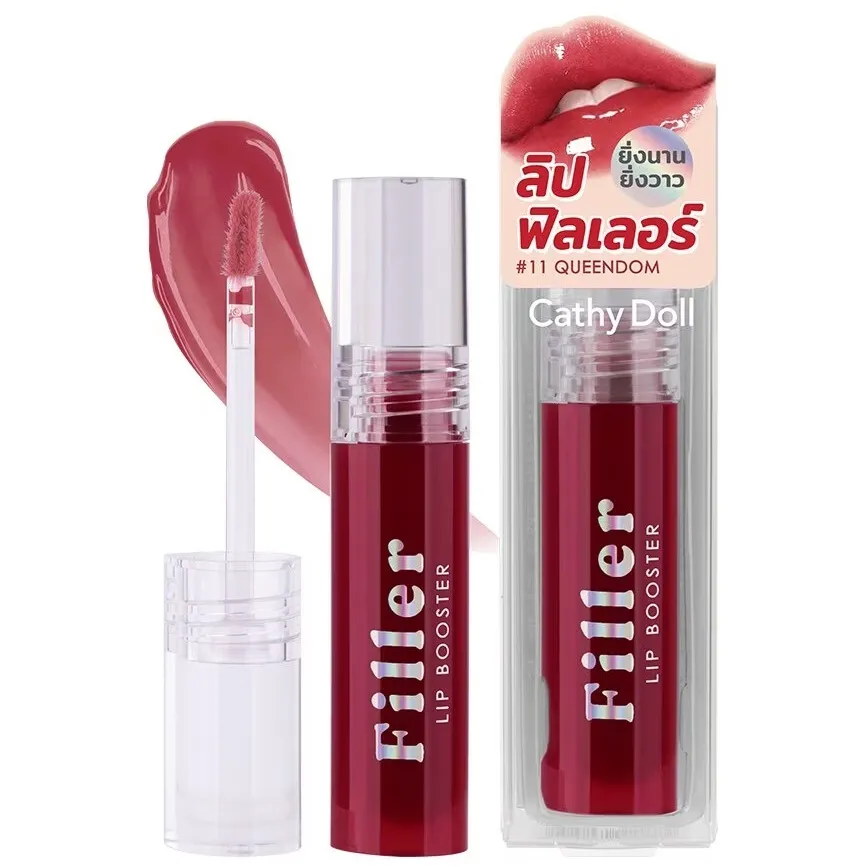 ลิป
ยิ่งนาน
ยิ่งวาว
ฟิลเลอร์
#11 QUEENDOM
Cathy Doll
Filler
LIP BOOSTER
Filler
LIP BOOSTER